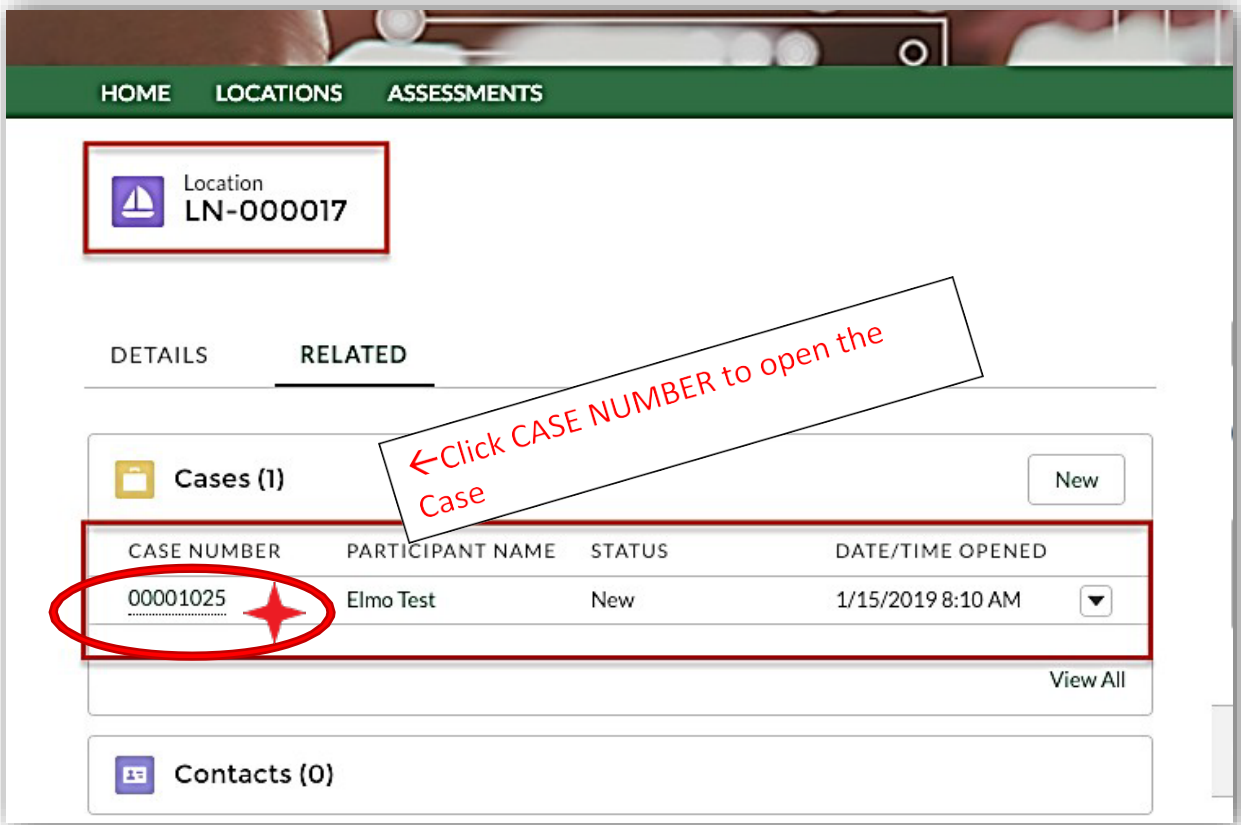 HOME LOCATIONS ASSESSMENTS
Location
LN-000017
DETAILS RELATED
←Click CASE NUMBER to open the
Case
Cases (1) New
CASE NUMBER PARTICIPANT NAME STATUS DATE/TIME OPENED
00001025 Elmo Test New 1/15/2019 8:10 AM
View All
Contacts (0)